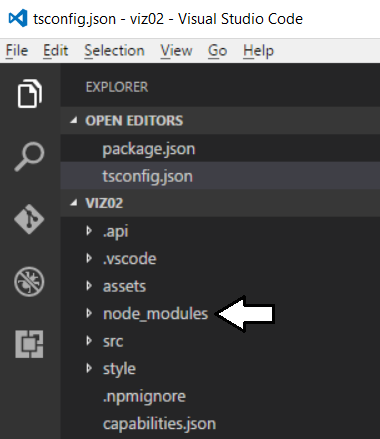 tsconfig.json - viz02 - Visual Studio Code
File Edit Selection View Go Help
EXPLORER
OPEN EDITORS
package.json
tsconfig.json
VIZ02
.api
.vscode
assets
node_modules
src
style
.npmignore
capabilities.json